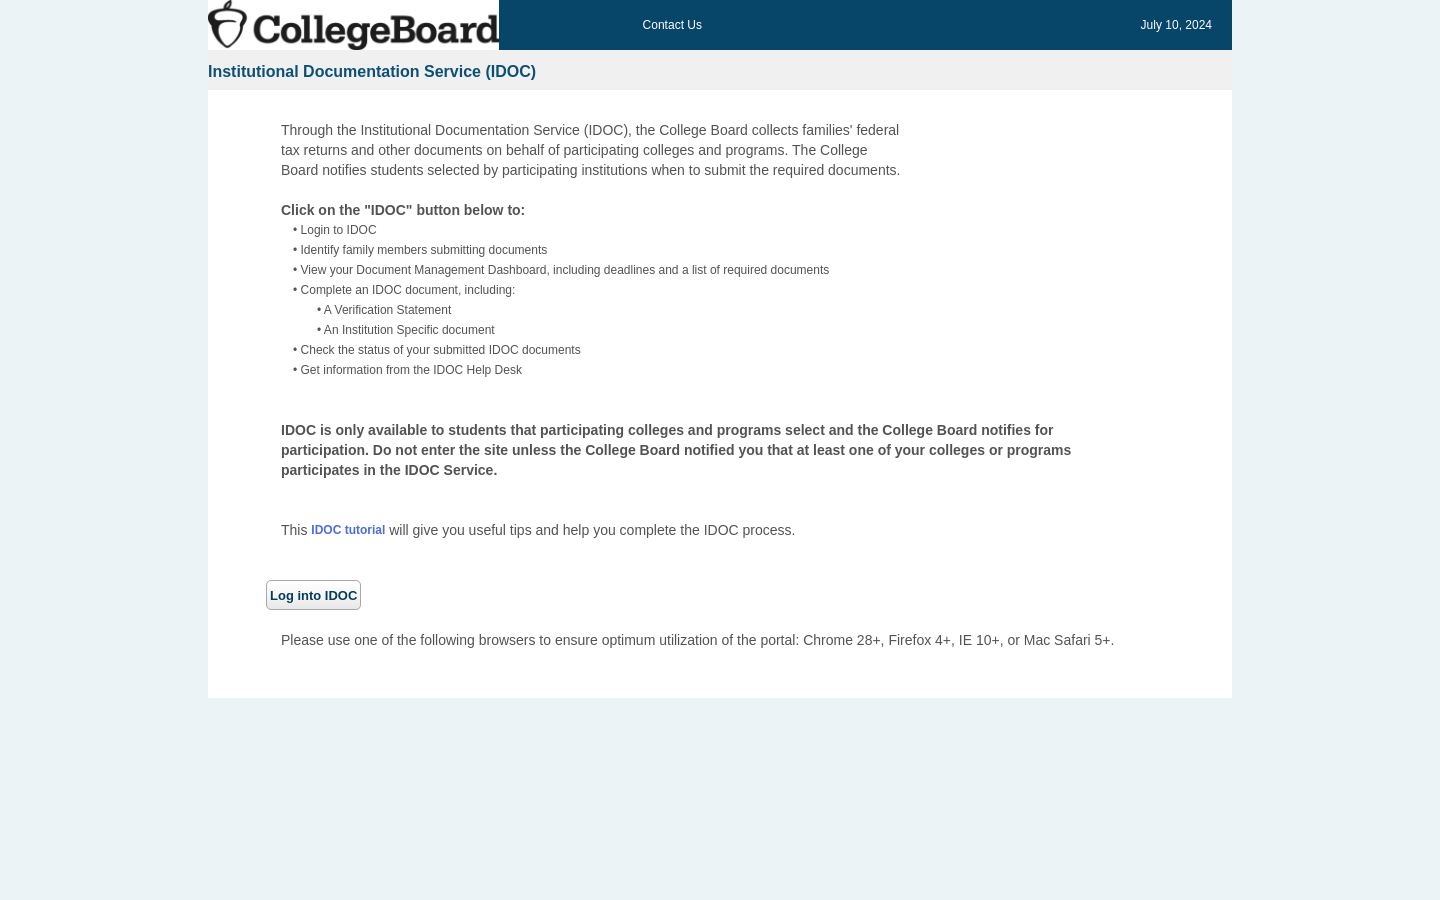 CollegeBoard
Contact Us
July 10, 2024
Institutional Documentation Service (IDOC)
Through the Institutional Documentation Service (IDOC), the College Board collects families' federal
tax returns and other documents on behalf of participating colleges and programs. The College
Board notifies students selected by participating institutions when to submit the required documents.
Click on the "IDOC" button below to:
• Login to IDOC
• Identify family members submitting documents
• View your Document Management Dashboard, including deadlines and a list of required documents
• Complete an IDOC document, including:
• A Verification Statement
• An Institution Specific document
• Check the status of your submitted IDOC documents
• Get information from the IDOC Help Desk
IDOC is only available to students that participating colleges and programs select and the College Board notifies for
participation. Do not enter the site unless the College Board notified you that at least one of your colleges or programs
participates in the IDOC Service.
This IDOC tutorial will give you useful tips and help you complete the IDOC process.
Log into IDOC
Please use one of the following browsers to ensure optimum utilization of the portal: Chrome 28+, Firefox 4+, IE 10+, or Mac Safari 5+.